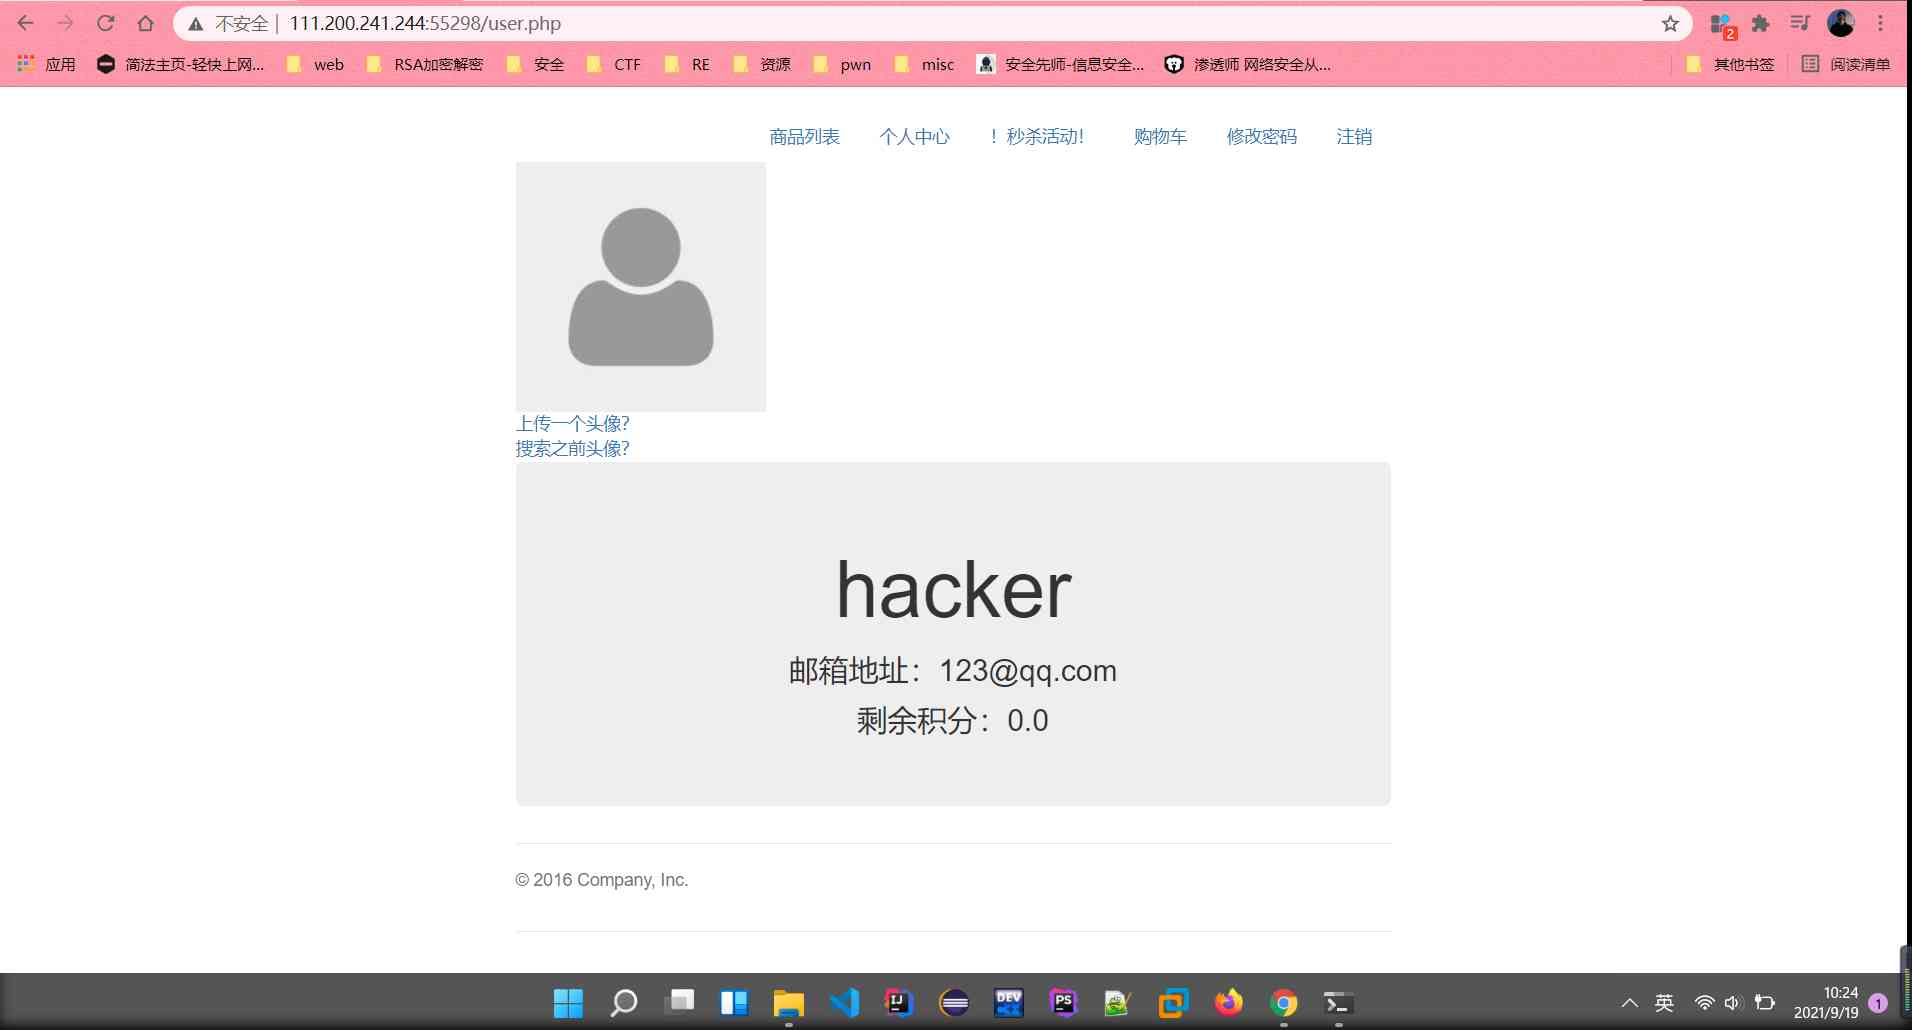 不安全 | 111.200.241.244:55298/user.php
2
应用 简法主页-轻快上网... web RSA加密解密 安全 CTF RE 资源 pwn misc 安全先师-信息安全... 渗透师 网络安全从... 其他书签 阅读清单
商品列表 个人中心 ！秒杀活动！ 购物车 修改密码 注销
上传一个头像？
搜索之前头像？
hacker
邮箱地址：123@qq.com
剩余积分：0.0
© 2016 Company, Inc.
IJ DEV PS
英 10:24 1
2021/9/19